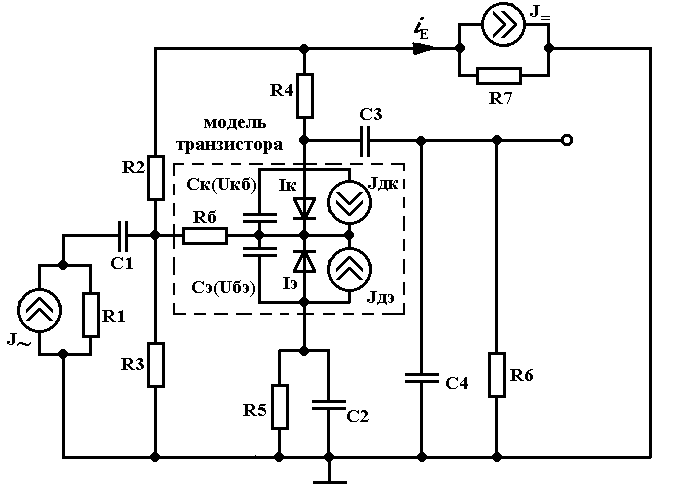 J=
iE
R7
R4
C3
модель
транзистора
R2
Cк(Uкб)
Iк
Jдк
Rб
C1
Cэ(Uбэ)
Iэ
Jдэ
R1
J~
R3
C4
R6
R5
C2